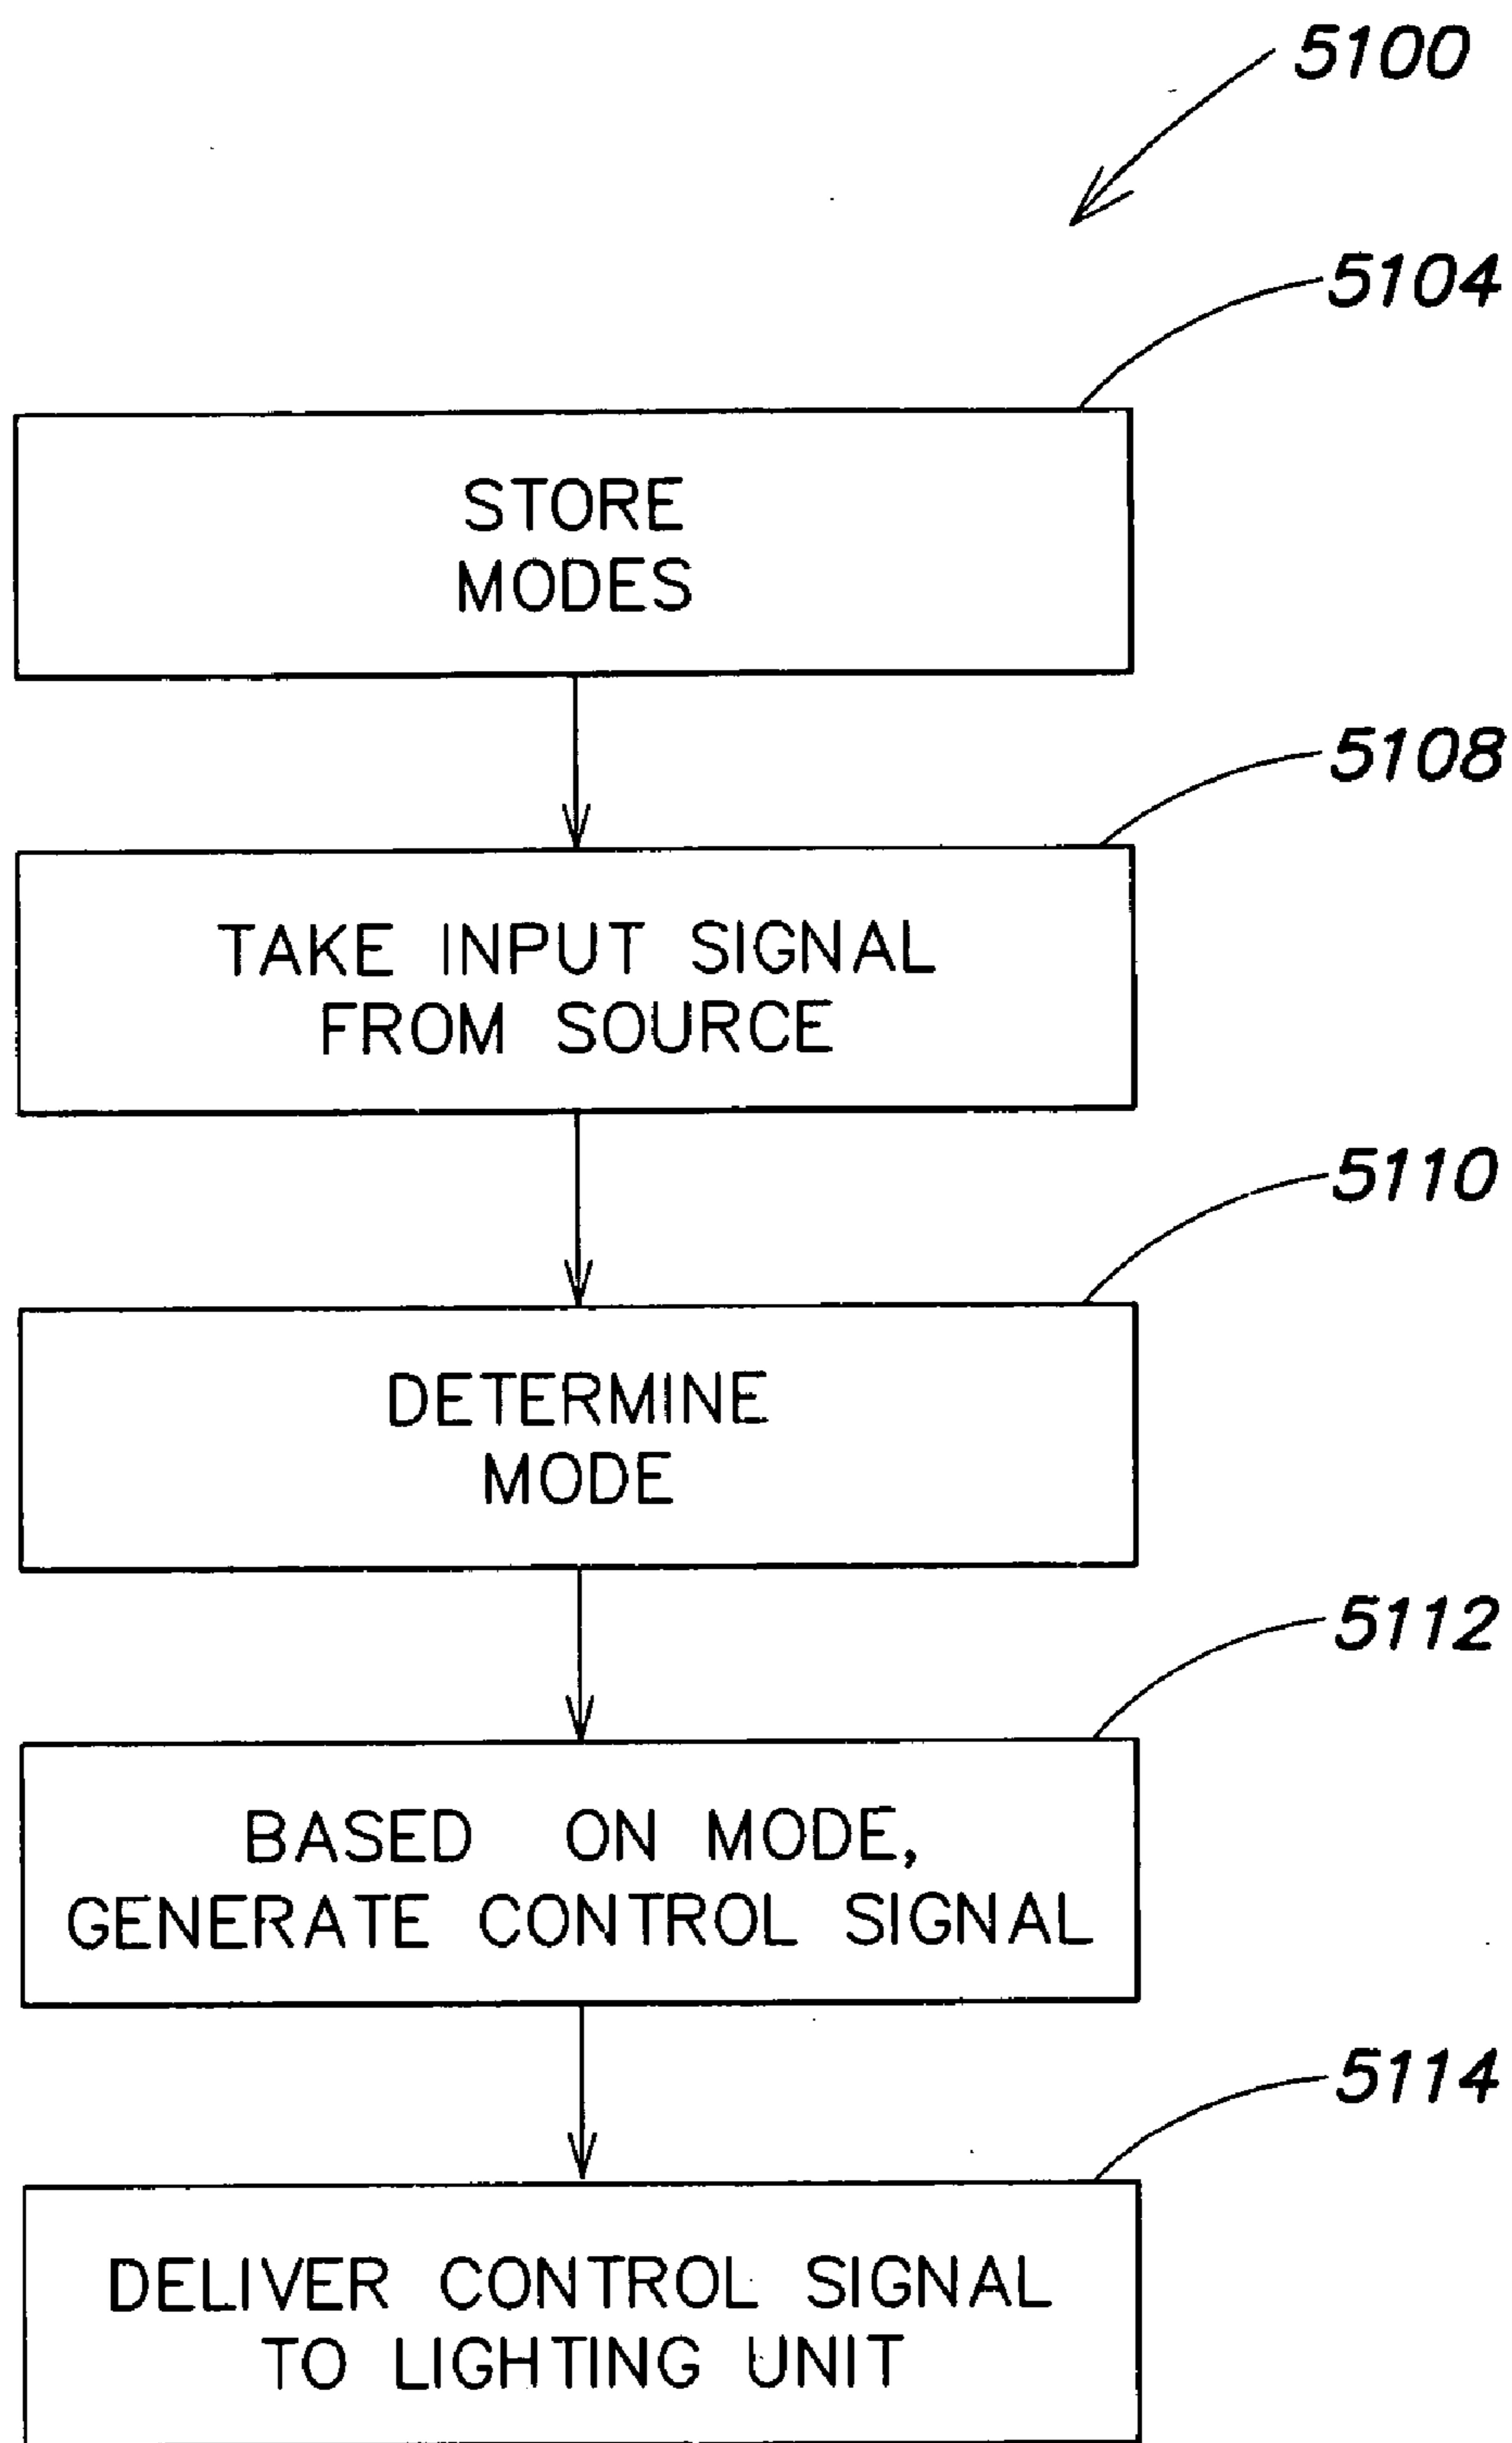 5100
5104
STORE
MODES
5108
TAKE INPUT SIGNAL
FROM SOURCE
5110
DETERMINE
MODE
5112
BASED ON MODE,
GENERATE CONTROL SIGNAL
5114
DELIVER CONTROL SIGNAL
TO LIGHTING UNIT